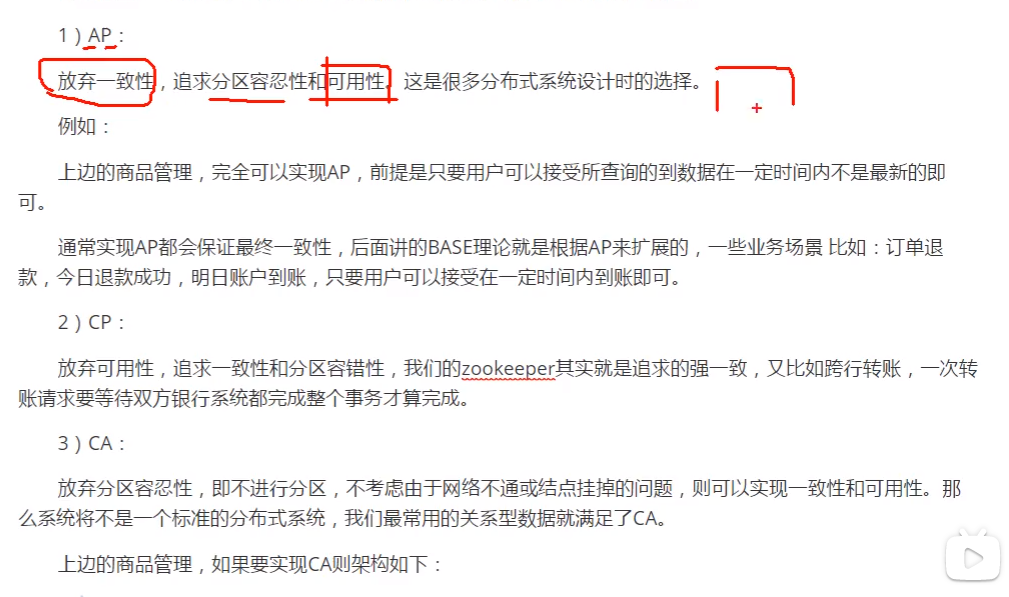 1）AP：
放弃一致性，追求分区容忍性和可用性。这是很多分布式系统设计时的选择。
例如：
上边的商品管理，完全可以实现AP，前提是只要用户可以接受所查询的到数据在一定时间内不是最新的即
可。
通常实现AP都会保证最终一致性，后面讲的BASE理论就是根据AP来扩展的，一些业务场景 比如：订单退
款，今日退款成功，明日账户到账，只要用户可以接受在一定时间内到账即可。
2）CP：
放弃可用性，追求一致性和分区容错性，我们的zookeeper其实就是追求的强一致，又比如跨行转账，一次转
账请求要等待双方银行系统都完成整个事务才算完成。
3）CA：
放弃分区容忍性，即不进行分区，不考虑由于网络不通或结点挂掉的问题，则可以实现一致性和可用性。那
么系统将不是一个标准的分布式系统，我们最常用的关系型数据就满足了CA。
上边的商品管理，如果要实现CA则架构如下：